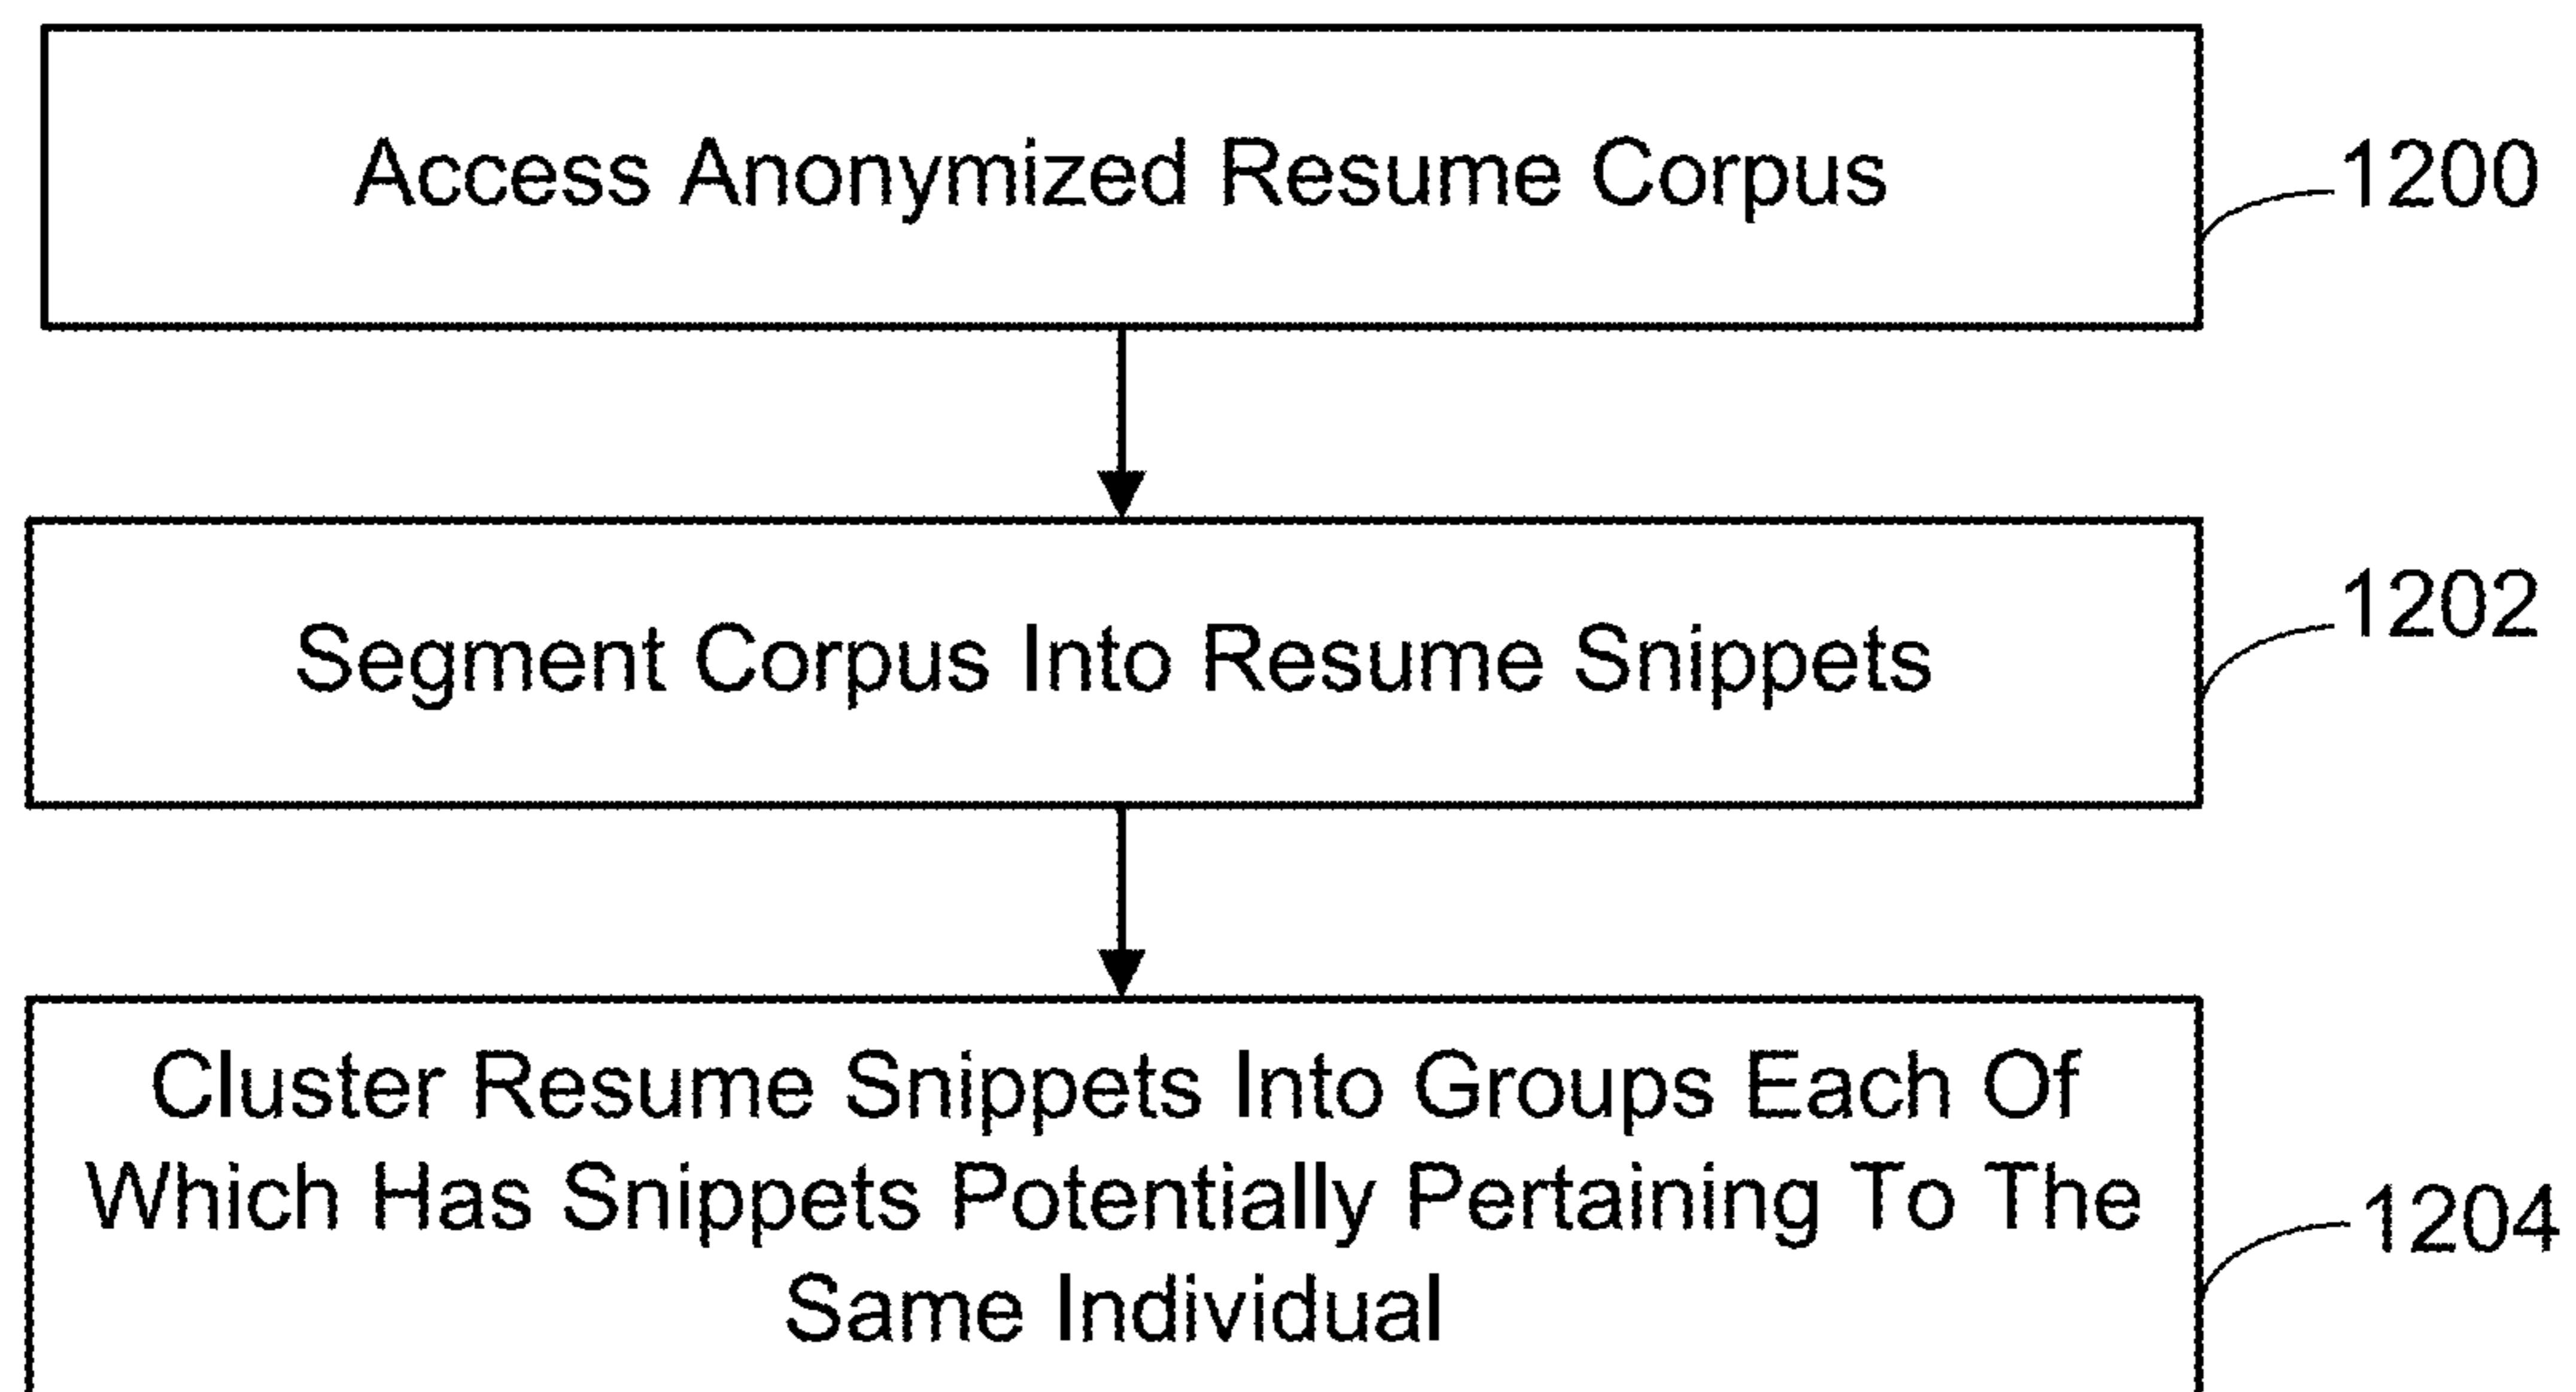 Access Anonymized Resume Corpus
1200
Segment Corpus Into Resume Snippets
1202
Cluster Resume Snippets Into Groups Each Of
Which Has Snippets Potentially Pertaining To The
Same Individual
1204